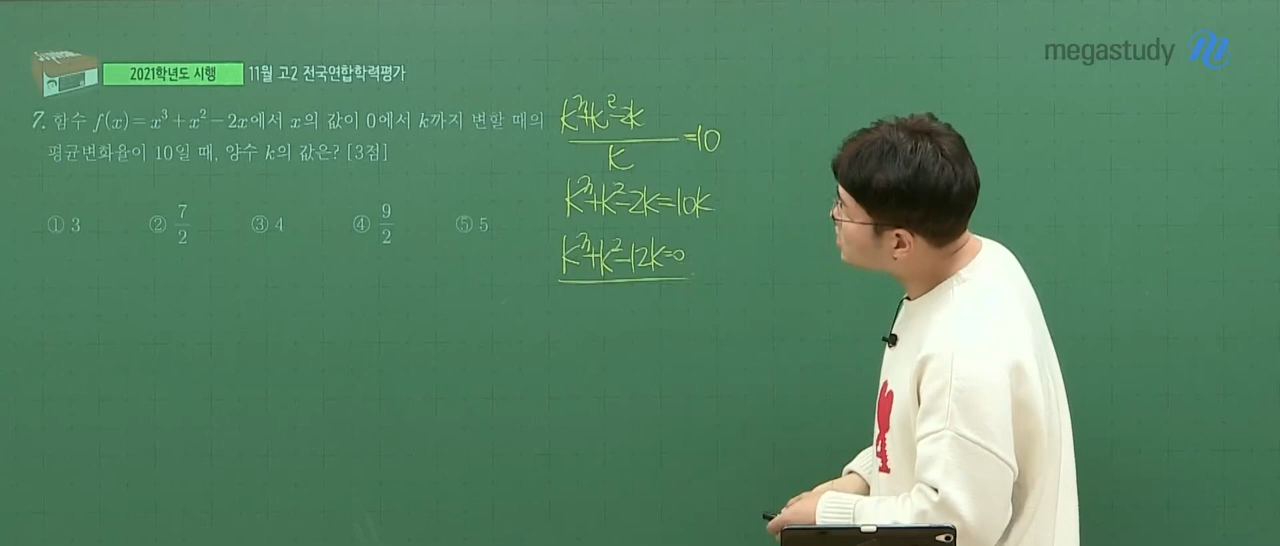 megastudy
2021학년도 시행 11월 고2 전국연합학력평가
7. 함수 f(x)=x³+x²−2x에서 x의 값이 0에서 k까지 변할 때의
평균변화율이 10일 때, 양수 k의 값은? [3점]
① 3 ② 7/2 ③ 4 ④ 9/2 ⑤ 5
k³+k²−2k
=10
k
k³+k²−2k=10k
k³+k²−12k=0